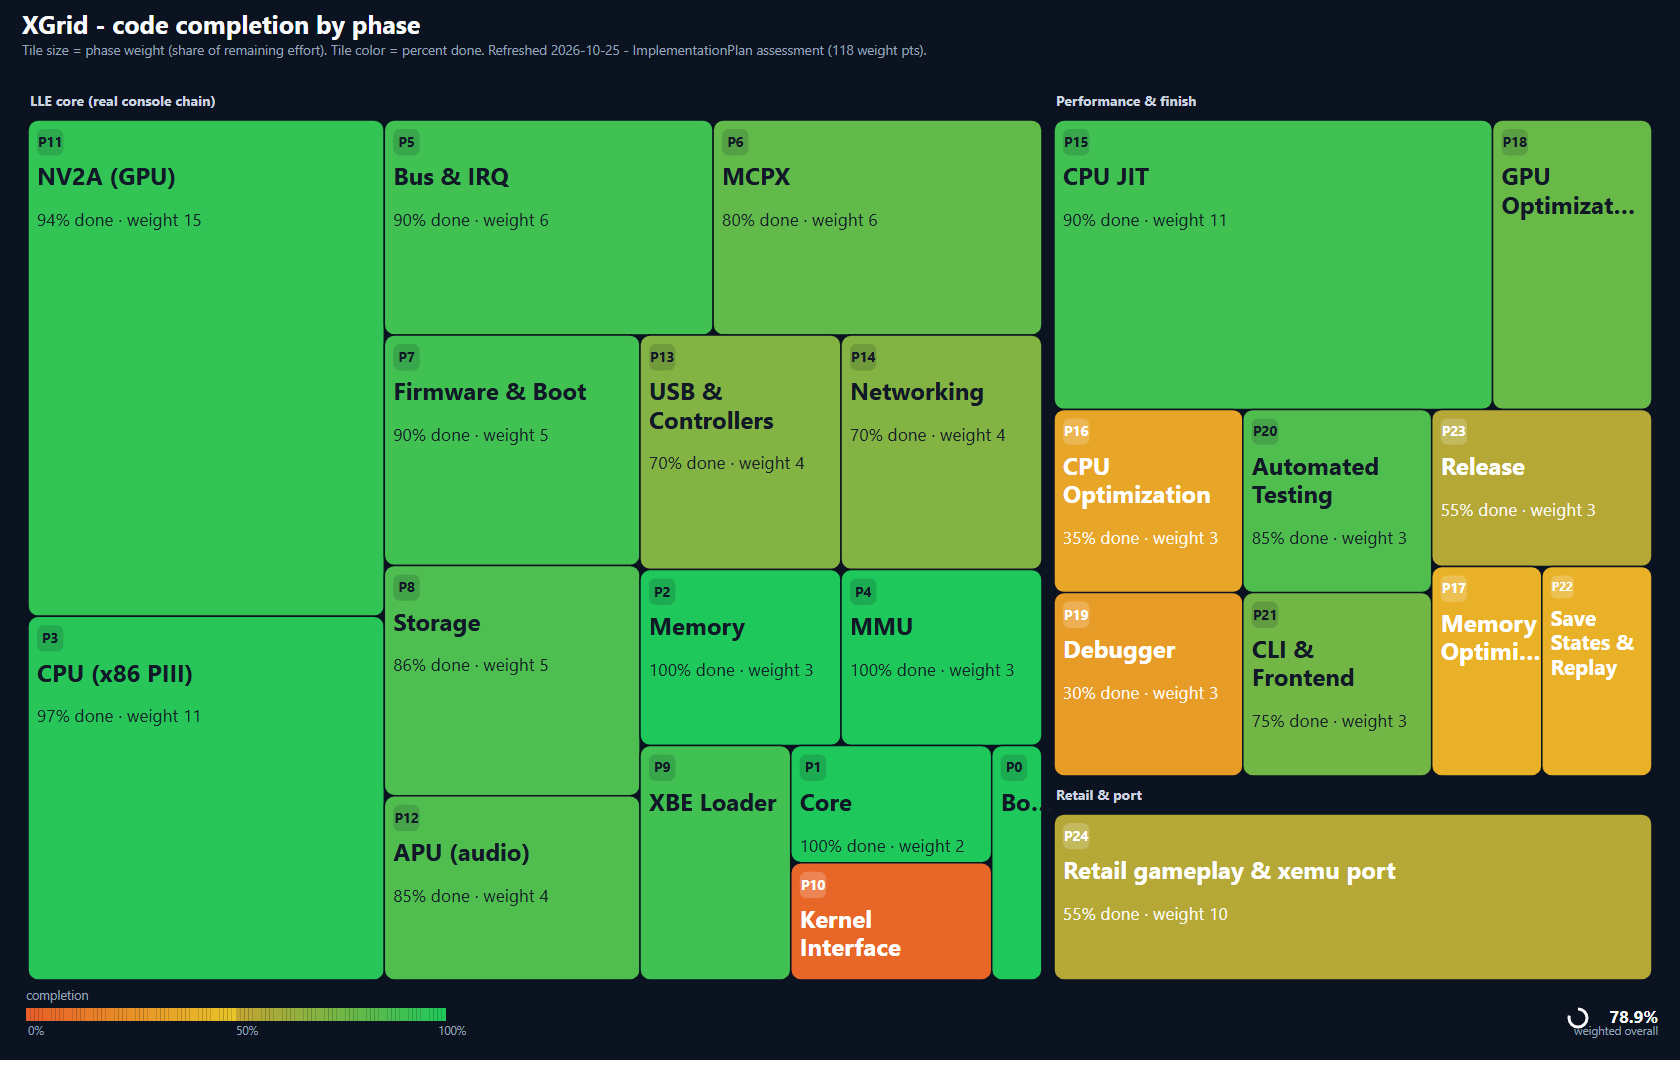 XGrid - code completion by phase
Tile size = phase weight (share of remaining effort). Tile color = percent done. Refreshed 2026-10-25 - ImplementationPlan assessment (118 weight pts).
LLE core (real console chain)
P11
NV2A (GPU)
94% done · weight 15
P5
Bus & IRQ
90% done · weight 6
P6
MCPX
80% done · weight 6
P7
Firmware & Boot
90% done · weight 5
P13
USB &
Controllers
70% done · weight 4
P14
Networking
70% done · weight 4
P3
CPU (x86 PIII)
97% done · weight 11
P8
Storage
86% done · weight 5
P2
Memory
100% done · weight 3
P4
MMU
100% done · weight 3
P12
APU (audio)
85% done · weight 4
P9
XBE Loader
P1
Core
100% done · weight 2
P0
Bo..
P10
Kernel
Interface
Performance & finish
P15
CPU JIT
90% done · weight 11
P18
GPU
Optimizat...
P16
CPU
Optimization
35% done · weight 3
P20
Automated
Testing
85% done · weight 3
P23
Release
55% done · weight 3
P19
Debugger
30% done · weight 3
P21
CLI &
Frontend
75% done · weight 3
P17
Memory
Optimi...
P22
Save
States &
Replay
Retail & port
P24
Retail gameplay & xemu port
55% done · weight 10
completion
0%
50%
100%
78.9%
weighted overall